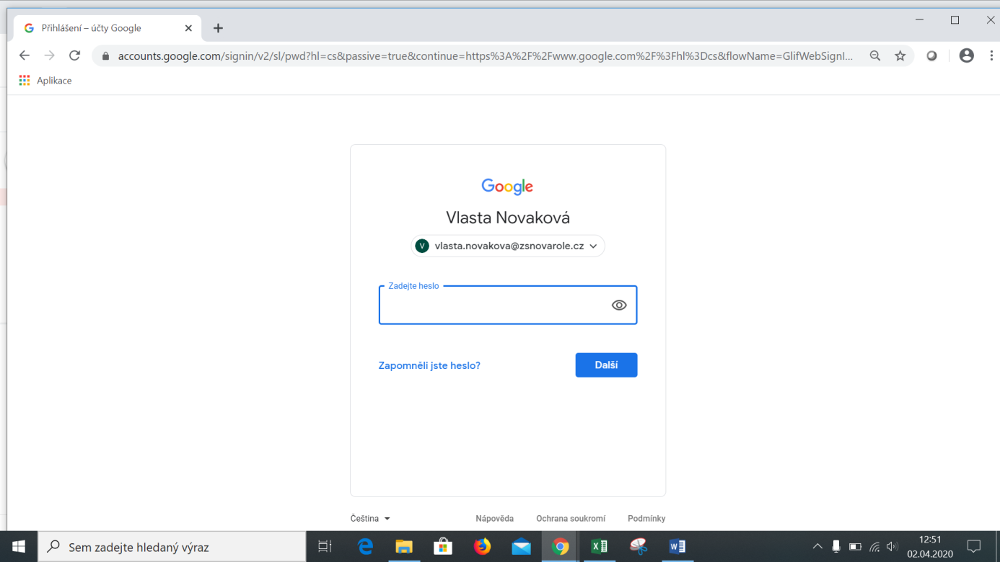 Přihlášení – účty Google
accounts.google.com/signin/v2/sl/pwd?hl=cs&passive=true&continue=https%3A%2F%2Fwww.google.com%2F%3Fhl%3Dcs&flowName=GlifWebSignI...
Aplikace
Google
Vlasta Novaková
V vlasta.novakova@zsnovarole.cz
Zadejte heslo
Zapomněli jste heslo?
Další
Čeština
Nápověda
Ochrana soukromí
Podmínky
Sem zadejte hledaný výraz
12:51
02.04.2020